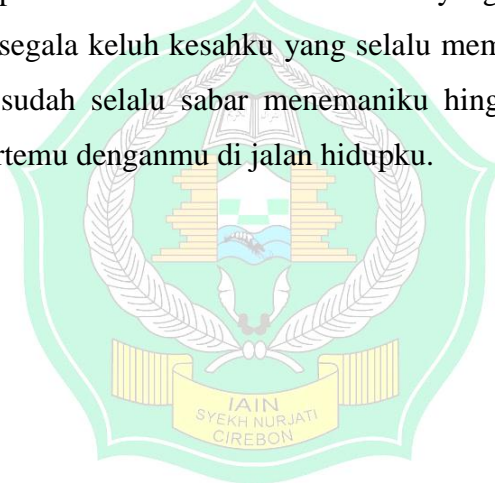 segala keluh kesahku yang selalu mem
sudah selalu sabar menemaniku hing
rtemu denganmu di jalan hidupku.
IAIN
SYEKH NURJATI
CIREBON